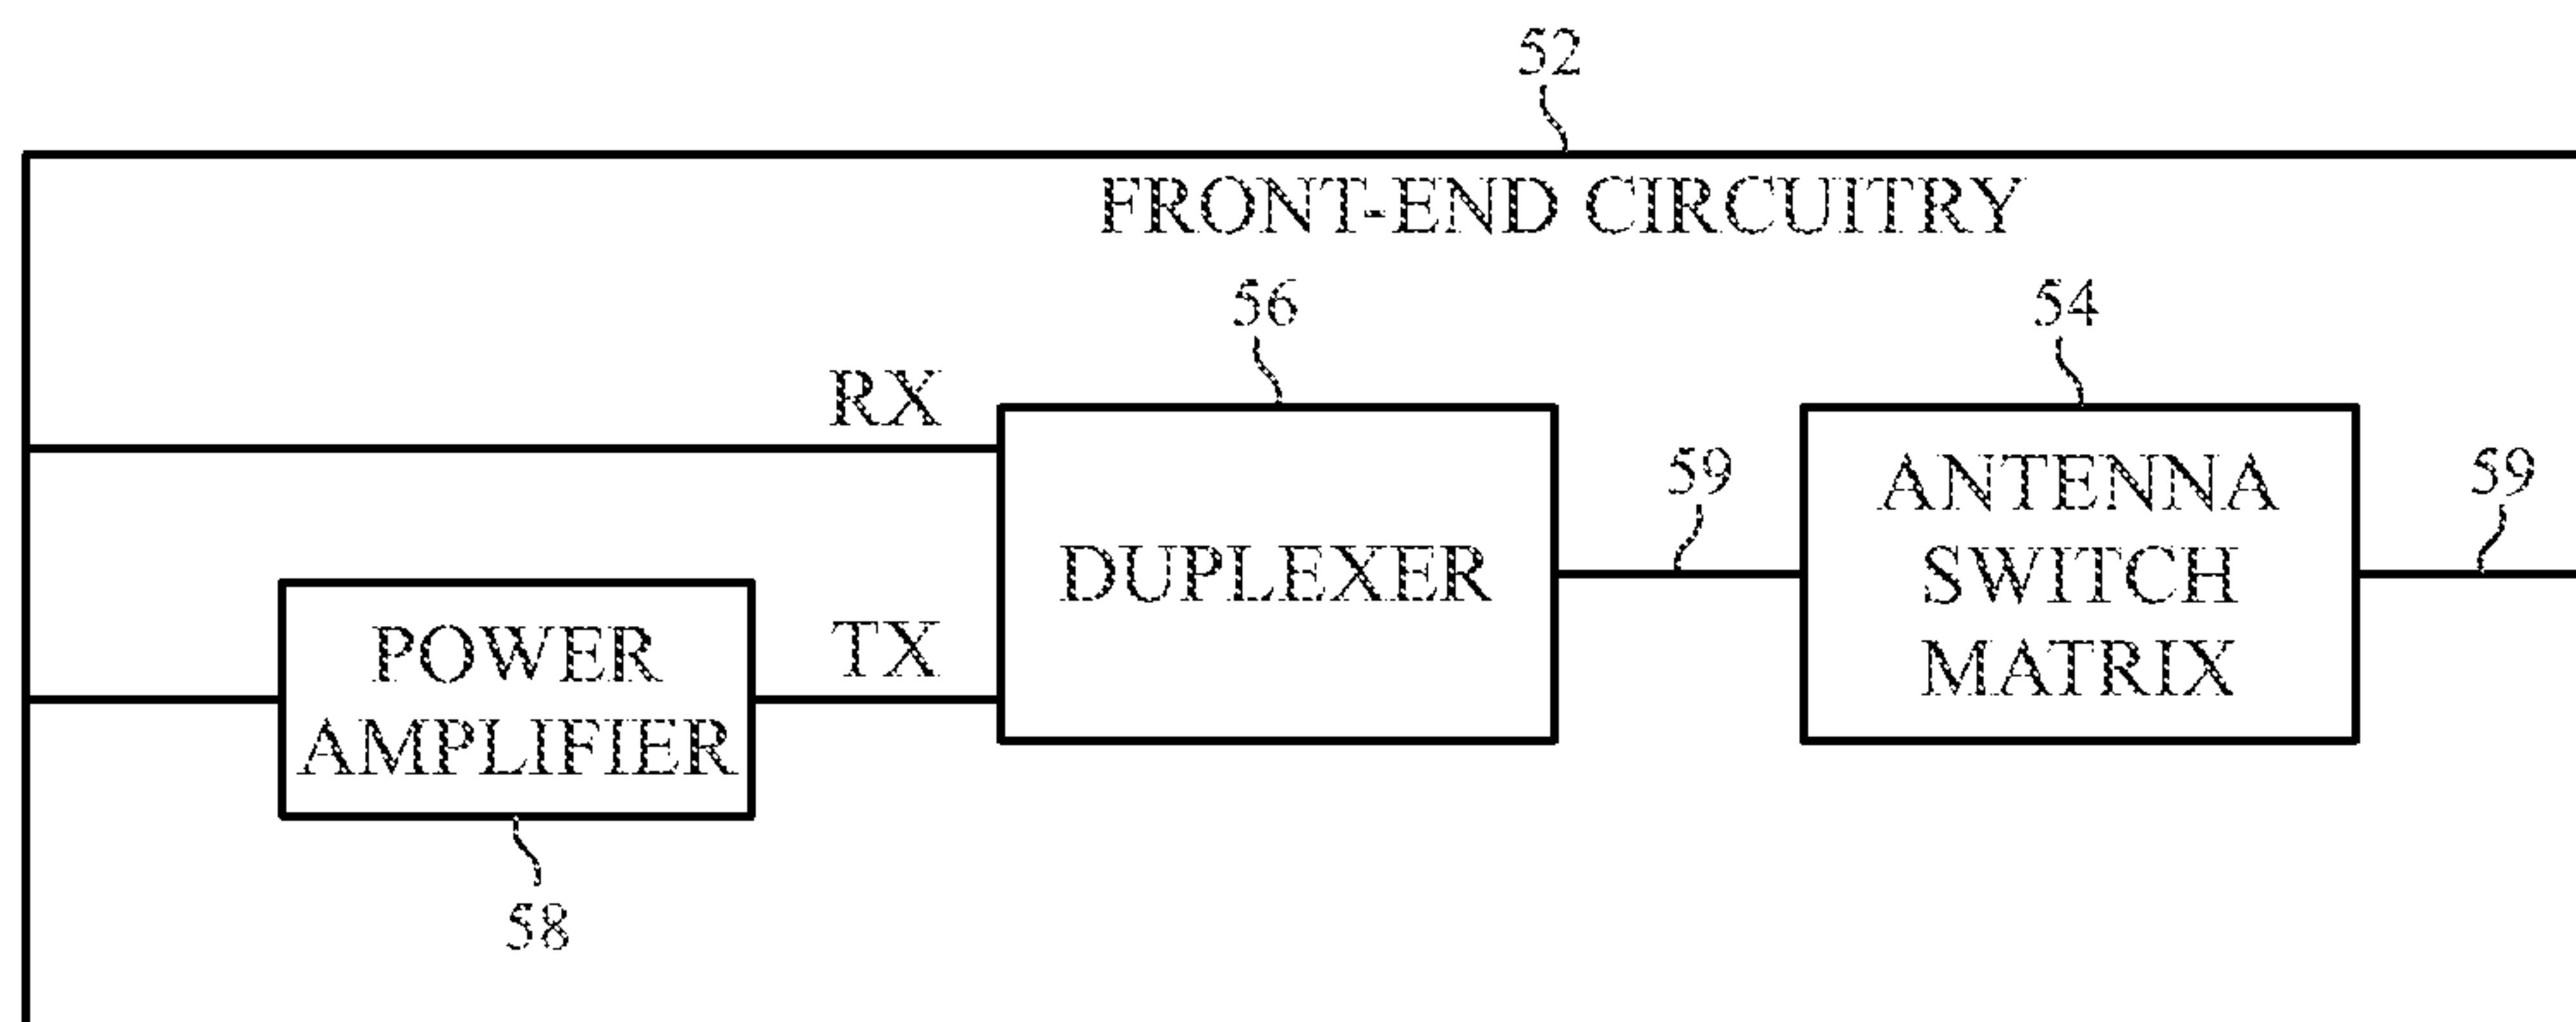 52
FRONT-END CIRCUITRY
56
54
RX
59
59
ANTENNA
SWITCH
MATRIX
DUPLEXER
TX
POWER
AMPLIFIER
58